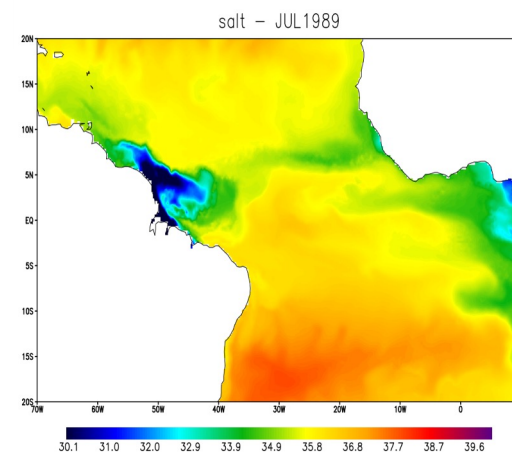 salt – JUL1989
20N
15N
10N
5N
EQ
5S
10S
15S
20S
70W 60W 50W 40W 30W 20W 10W 0
30.1 31.0 32.0 32.9 33.9 34.9 35.8 36.8 37.7 38.7 39.6